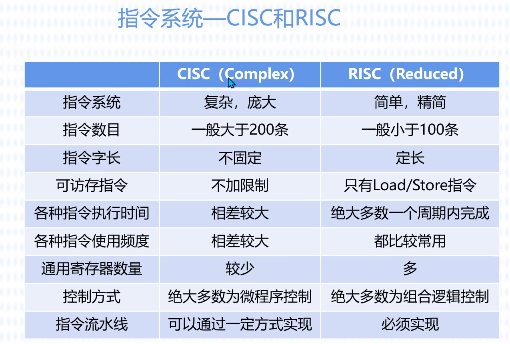 指令系统—CISC和RISC
CISC（Complex） RISC（Reduced）
指令系统 复杂，庞大 简单，精简
指令数目 一般大于200条 一般小于100条
指令字长 不固定 定长
可访存指令 不加限制 只有Load/Store指令
各种指令执行时间 相差较大 绝大多数一个周期内完成
各种指令使用频度 相差较大 都比较常用
通用寄存器数量 较少 多
控制方式 绝大多数为微程序控制 绝大多数为组合逻辑控制
指令流水线 可以通过一定方式实现 必须实现